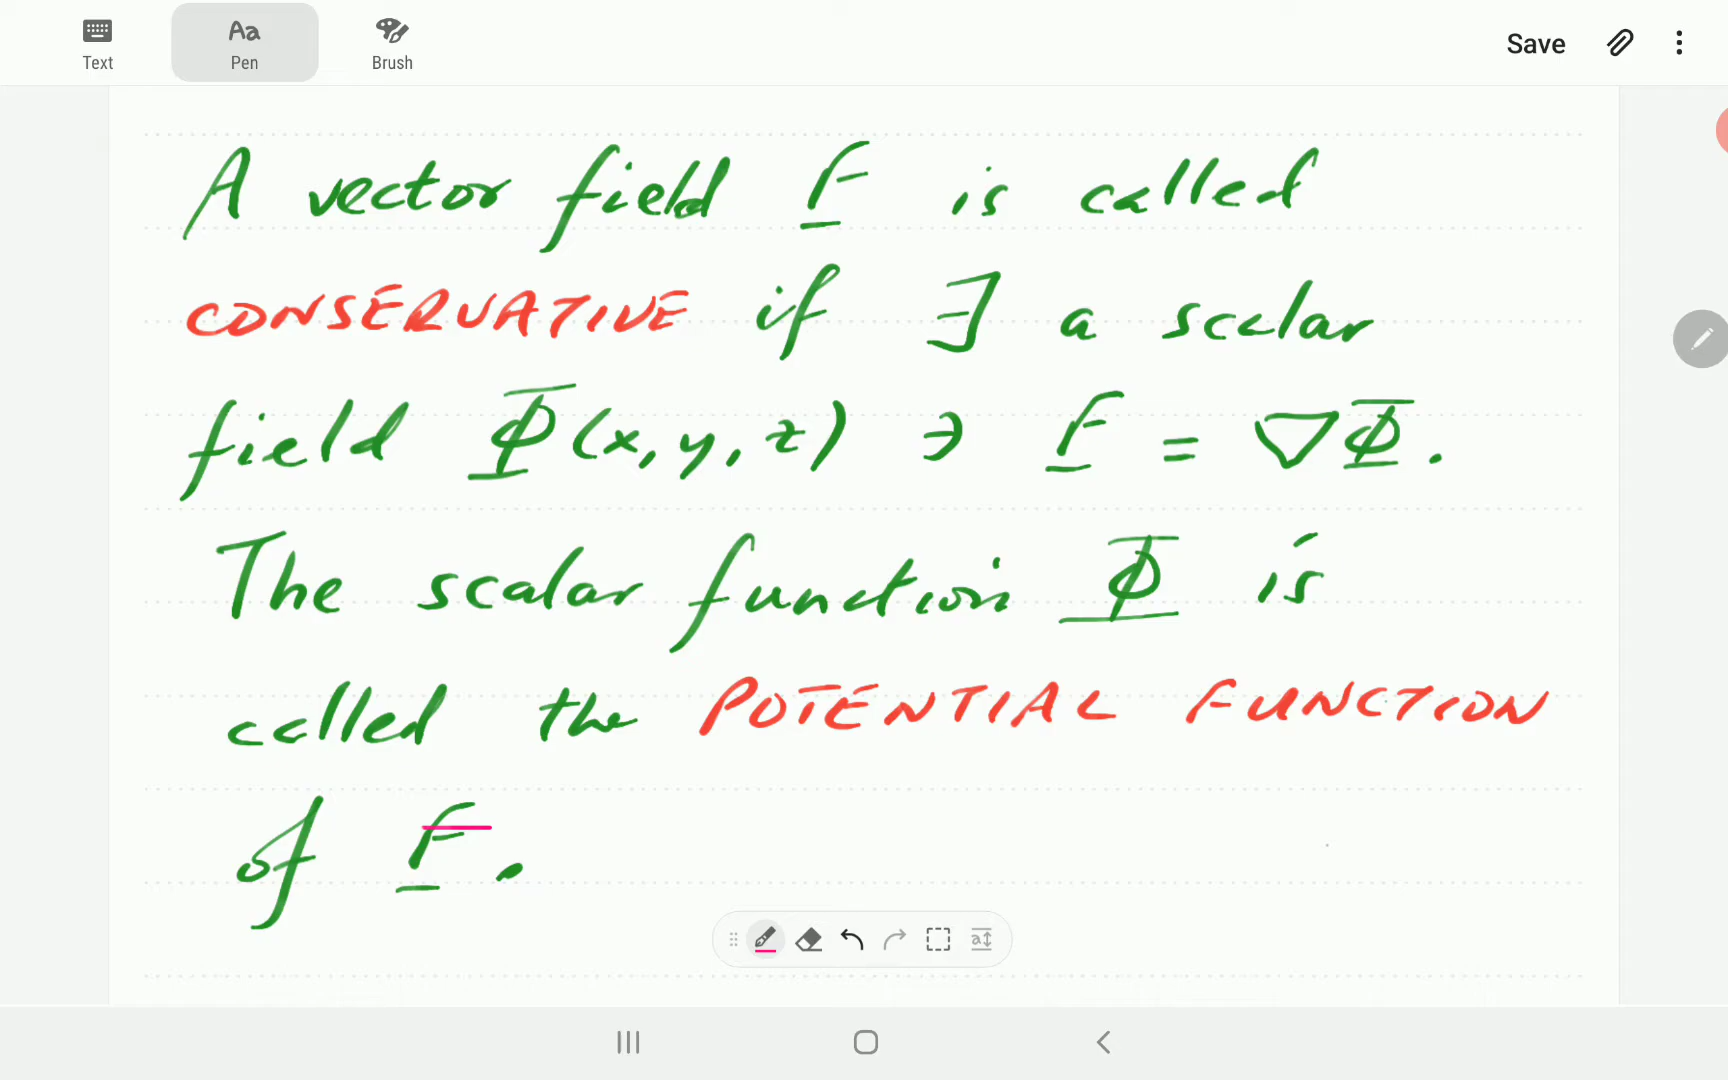 Text
Aa
Pen
Brush
Save
A vector field F is called
CONSERVATIVE if ∃ a scalar
field Φ(x, y, z) ∋ F = ∇Φ.
The scalar function Φ is
called the POTENTIAL FUNCTION
of F.
a